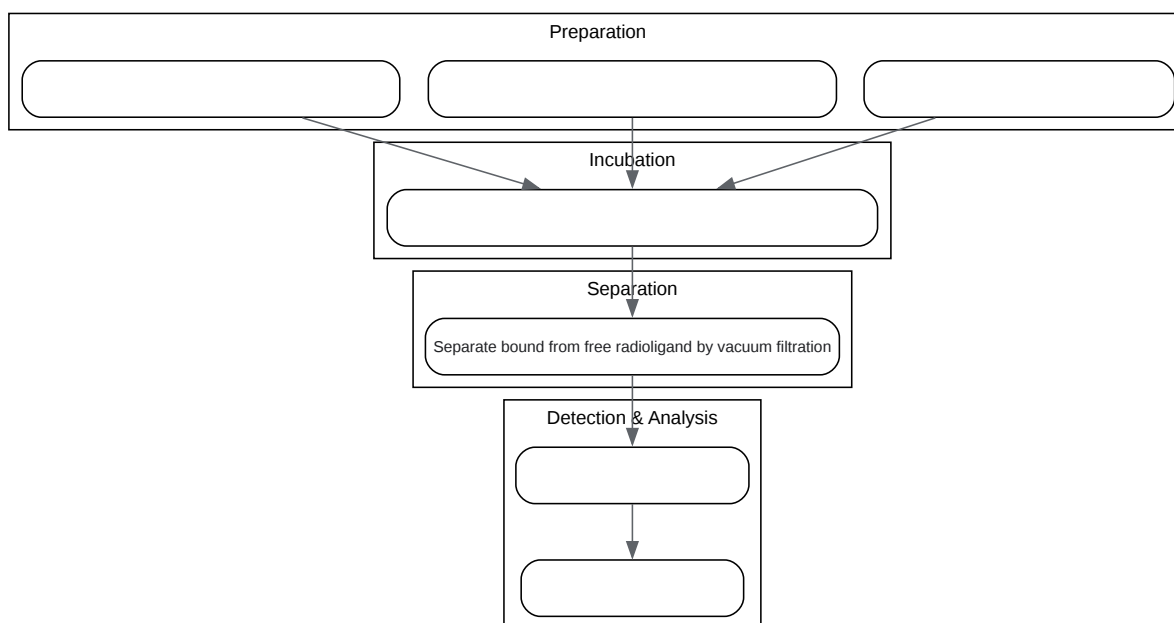 Preparation
Incubation
Separation
Separate bound from free radioligand by vacuum filtration
Detection & Analysis